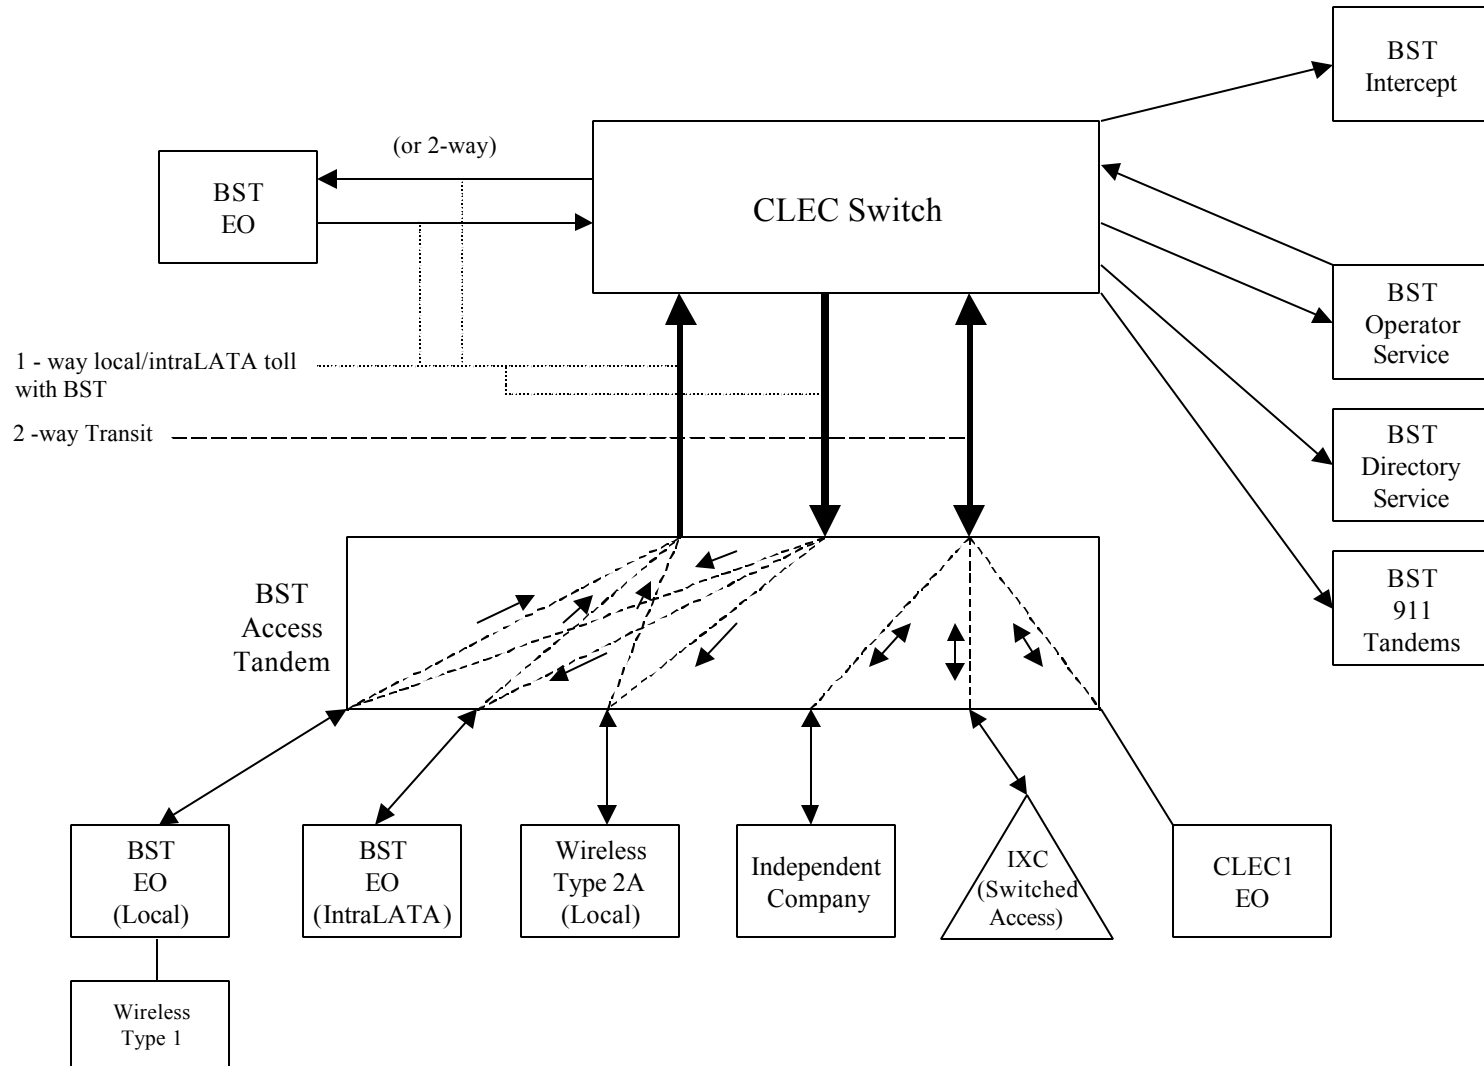 BST
Intercept
(or 2-way)
BST
EO
CLEC Switch
BST
Operator
Service
1 - way local/intraLATA toll
with BST
2 -way Transit
BST
Directory
Service
BST
911
Tandems
BST
Access
Tandem
BST
EO
(Local)
BST
EO
(IntraLATA)
Wireless
Type 2A
(Local)
Independent
Company
IXC
(Switched
Access)
CLEC1
EO
Wireless
Type 1